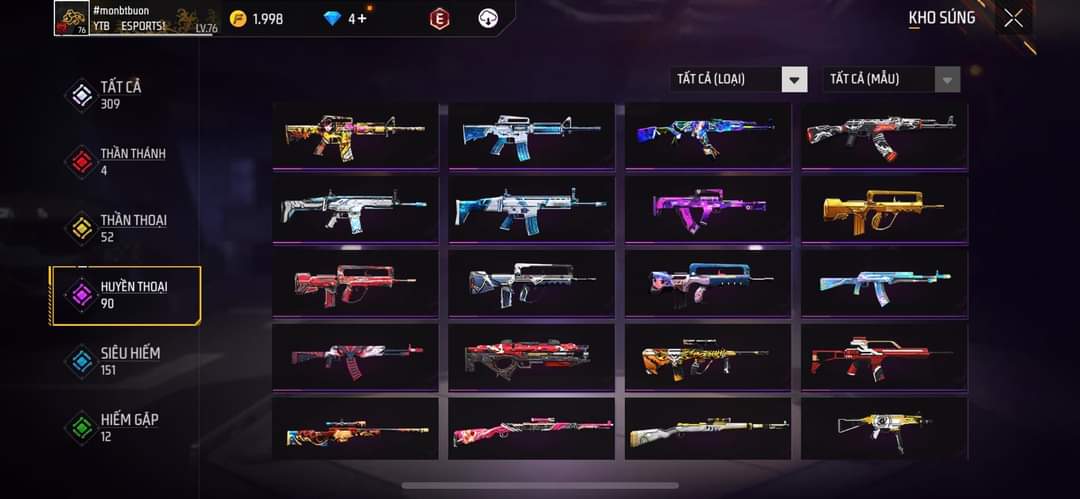 #monbtbuon
YTB ESPORTS!
76
LV.76
1.998
4+
E
KHO SÚNG
TẤT CẢ (LOẠI)
TẤT CẢ (MẪU)
TẤT CẢ
309
THẦN THÁNH
4
THẦN THOẠI
52
HUYỀN THOẠI
90
SIÊU HIẾM
151
HIẾM GẶP
12